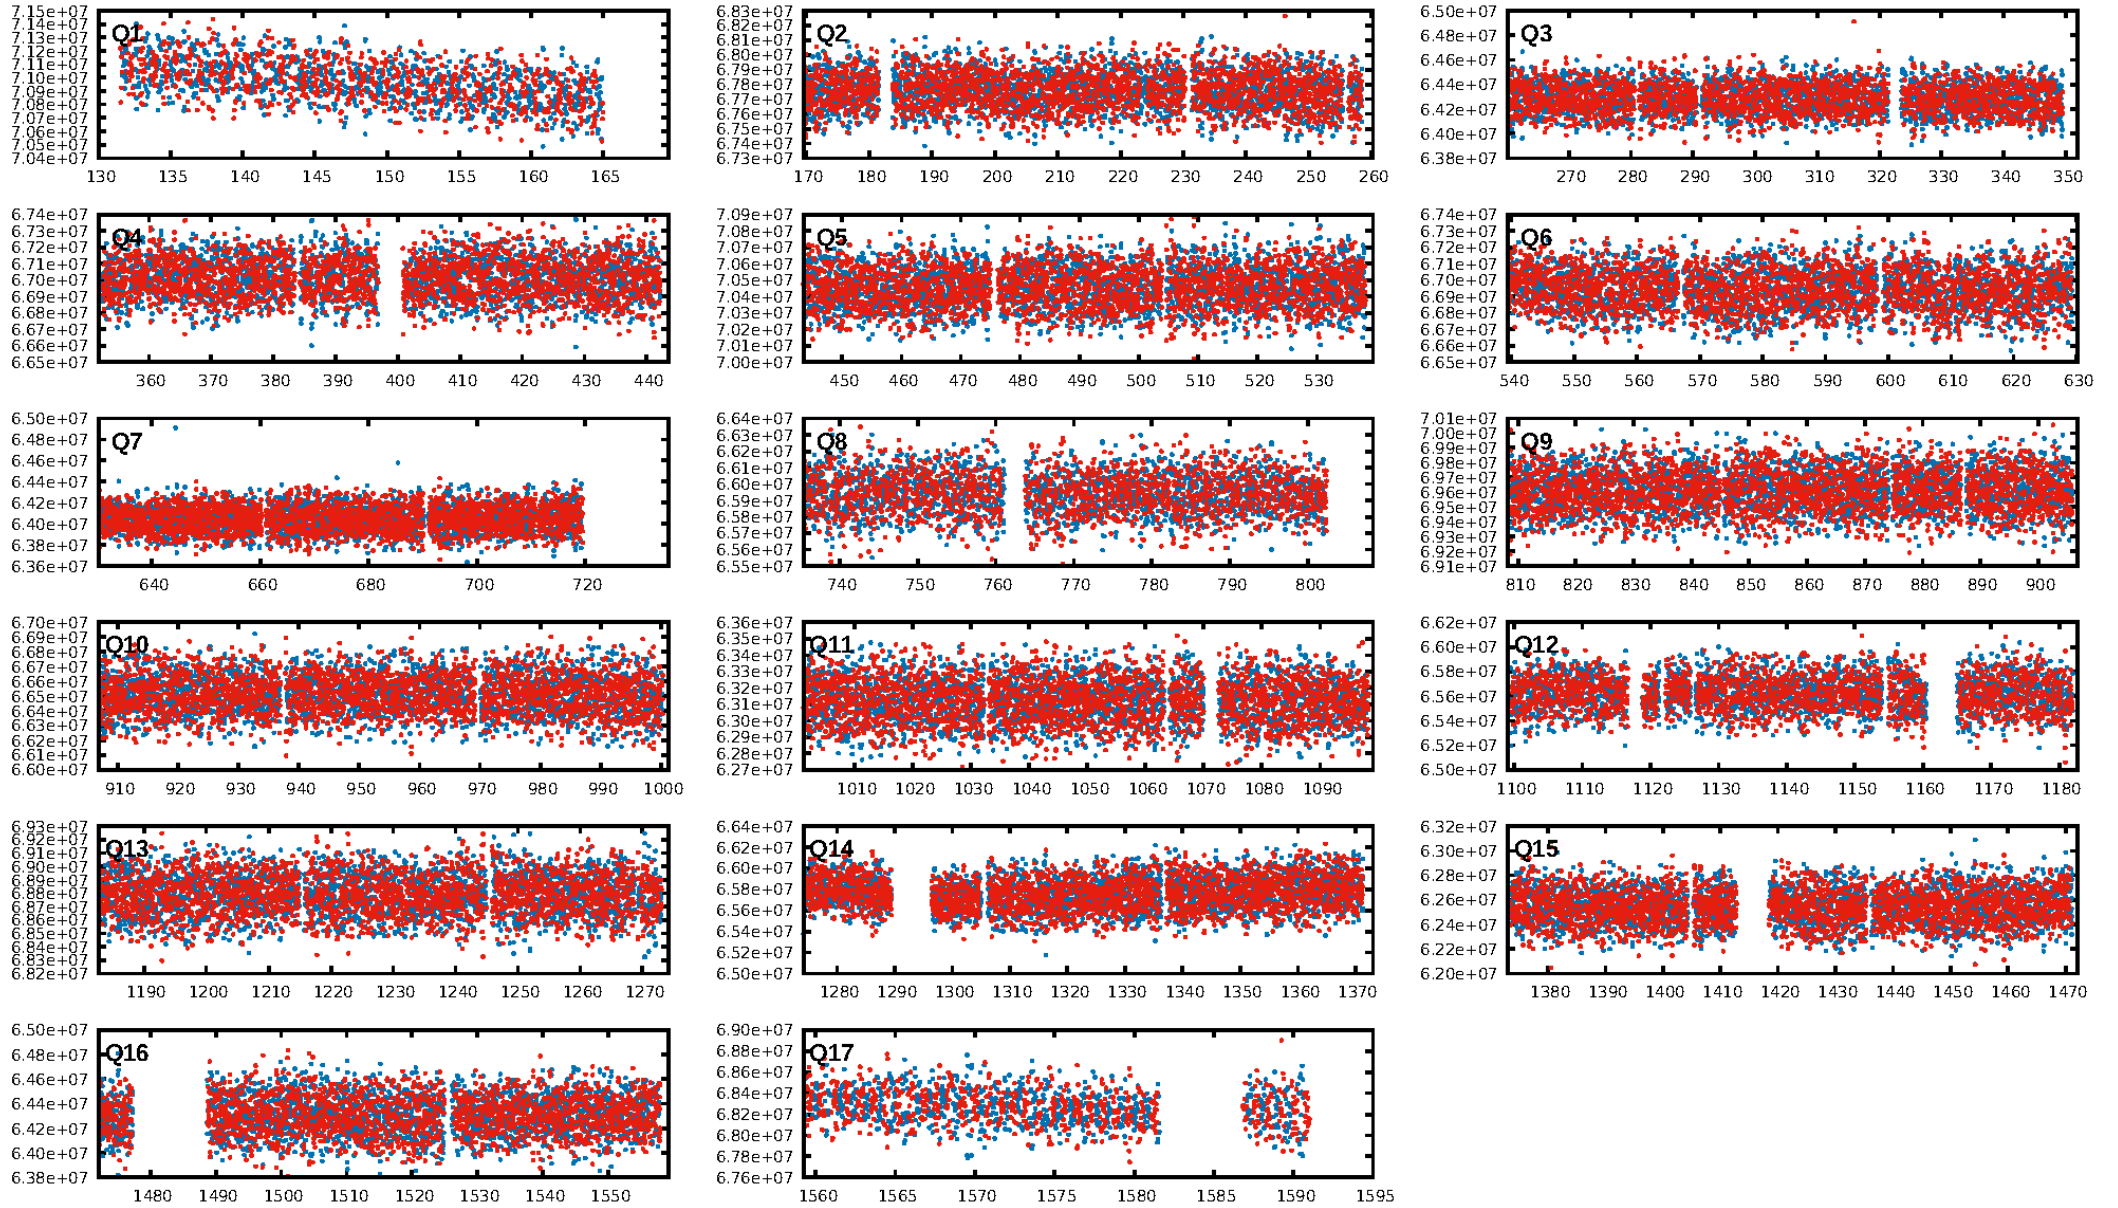 Q1
7.15e+07
7.14e+07
7.13e+07
7.12e+07
7.11e+07
7.10e+07
7.09e+07
7.08e+07
7.07e+07
7.06e+07
7.05e+07
7.04e+07
130 135 140 145 150 155 160 165
Q2
6.83e+07
6.82e+07
6.81e+07
6.80e+07
6.79e+07
6.78e+07
6.77e+07
6.76e+07
6.75e+07
6.74e+07
6.73e+07
170 180 190 200 210 220 230 240 250 260
Q3
6.50e+07
6.48e+07
6.46e+07
6.44e+07
6.42e+07
6.40e+07
6.38e+07
270 280 290 300 310 320 330 340 350
Q4
6.74e+07
6.73e+07
6.72e+07
6.71e+07
6.70e+07
6.69e+07
6.68e+07
6.67e+07
6.66e+07
6.65e+07
360 370 380 390 400 410 420 430 440
Q5
7.09e+07
7.08e+07
7.07e+07
7.06e+07
7.05e+07
7.04e+07
7.03e+07
7.02e+07
7.01e+07
7.00e+07
450 460 470 480 490 500 510 520 530
Q6
6.74e+07
6.73e+07
6.72e+07
6.71e+07
6.70e+07
6.69e+07
6.68e+07
6.67e+07
6.66e+07
6.65e+07
540 550 560 570 580 590 600 610 620 630
Q7
6.50e+07
6.48e+07
6.46e+07
6.44e+07
6.42e+07
6.40e+07
6.38e+07
6.36e+07
640 660 680 700 720
Q8
6.64e+07
6.63e+07
6.62e+07
6.61e+07
6.60e+07
6.59e+07
6.58e+07
6.57e+07
6.56e+07
6.55e+07
740 750 760 770 780 790 800
Q9
7.01e+07
7.00e+07
6.99e+07
6.98e+07
6.97e+07
6.96e+07
6.95e+07
6.94e+07
6.93e+07
6.92e+07
6.91e+07
810 820 830 840 850 860 870 880 890 900
Q10
6.70e+07
6.69e+07
6.68e+07
6.67e+07
6.66e+07
6.65e+07
6.64e+07
6.63e+07
6.62e+07
6.61e+07
6.60e+07
910 920 930 940 950 960 970 980 990 1000
Q11
6.36e+07
6.35e+07
6.34e+07
6.33e+07
6.32e+07
6.31e+07
6.30e+07
6.29e+07
6.28e+07
6.27e+07
1010 1020 1030 1040 1050 1060 1070 1080 1090
Q12
6.62e+07
6.60e+07
6.58e+07
6.56e+07
6.54e+07
6.52e+07
6.50e+07
1100 1110 1120 1130 1140 1150 1160 1170 1180
Q13
6.93e+07
6.92e+07
6.91e+07
6.90e+07
6.89e+07
6.88e+07
6.87e+07
6.86e+07
6.85e+07
6.84e+07
6.83e+07
6.82e+07
1190 1200 1210 1220 1230 1240 1250 1260 1270
Q14
6.64e+07
6.62e+07
6.60e+07
6.58e+07
6.56e+07
6.54e+07
6.52e+07
6.50e+07
1280 1290 1300 1310 1320 1330 1340 1350 1360 1370
Q15
6.32e+07
6.30e+07
6.28e+07
6.26e+07
6.24e+07
6.22e+07
6.20e+07
1380 1390 1400 1410 1420 1430 1440 1450 1460 1470
Q16
6.50e+07
6.48e+07
6.46e+07
6.44e+07
6.42e+07
6.40e+07
6.38e+07
1480 1490 1500 1510 1520 1530 1540 1550
Q17
6.90e+07
6.88e+07
6.86e+07
6.84e+07
6.82e+07
6.80e+07
6.78e+07
6.76e+07
1560 1565 1570 1575 1580 1585 1590 1595